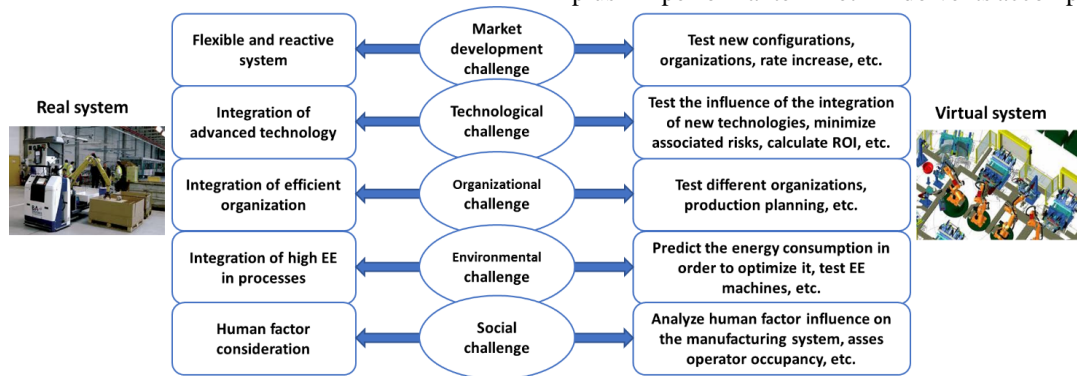 Market
development
challenge
Flexible and reactive
system
Test new configurations,
organizations, rate increase, etc.
Real system
Integration of
advanced technology
Technological
challenge
Test the influence of the integration
of new technologies, minimize
associated risks, calculate ROI, etc.
Virtual system
Integration of efficient
organization
Organizational
challenge
Test different organizations,
production planning, etc.
Integration of high EE
in processes
Environmental
challenge
Predict the energy consumption in
order to optimize it, test EE
machines, etc.
Human factor
consideration
Social
challenge
Analyze human factor influence on
the manufacturing system, asses
operator occupancy, etc.